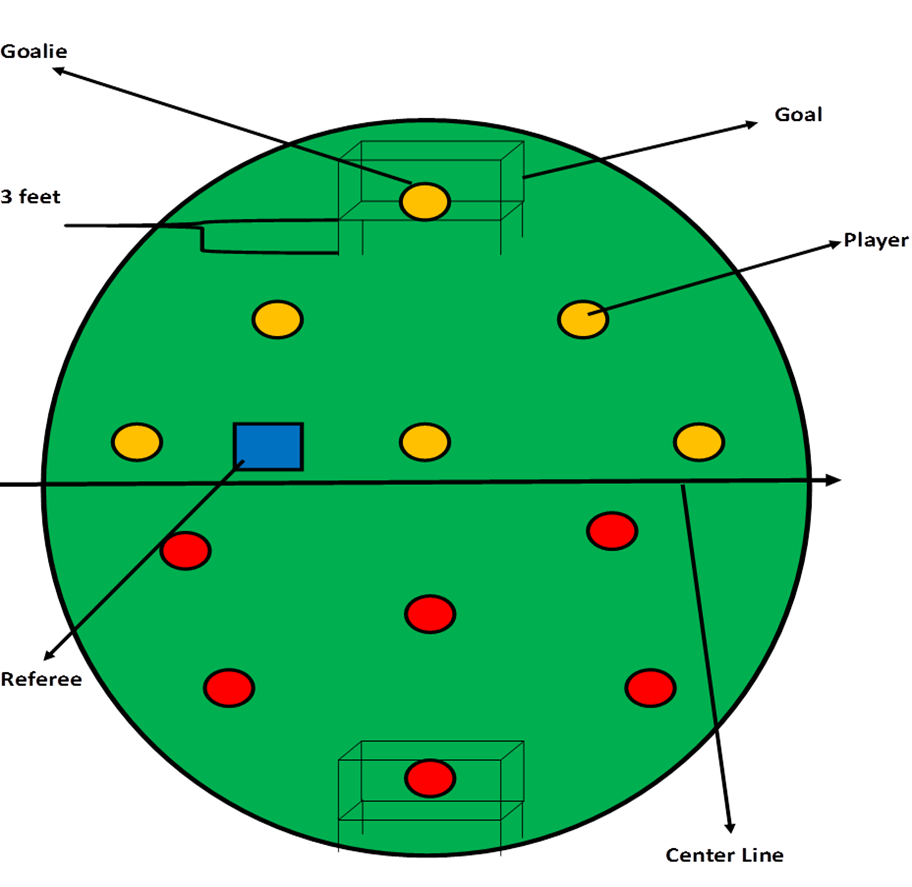 Goalie
Goal
3 feet
Player
Referee
Center Line